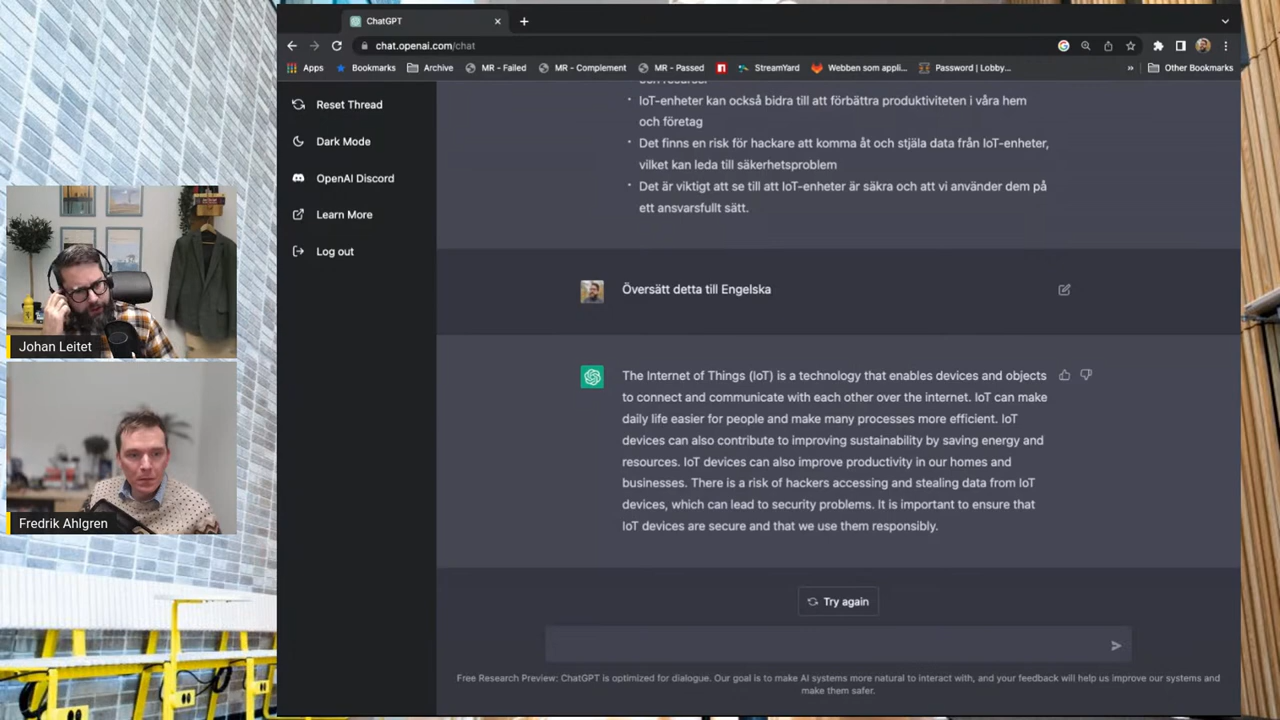 ChatGPT
chat.openai.com/chat
Apps
Bookmarks
Archive
MR - Failed
MR - Complement
MR - Passed
StreamYard
Webben som appli...
Password | Lobby...
»
Other Bookmarks
Reset Thread
Dark Mode
OpenAI Discord
Learn More
Log out
IoT-enheter kan också bidra till att förbättra produktiviteten i våra hem
och företag
Det finns en risk för hackare att komma åt och stjäla data från IoT-enheter,
vilket kan leda till säkerhetsproblem
Det är viktigt att se till att IoT-enheter är säkra och att vi använder dem på
ett ansvarsfullt sätt.
Översätt detta till Engelska
The Internet of Things (IoT) is a technology that enables devices and objects
to connect and communicate with each other over the internet. IoT can make
daily life easier for people and make many processes more efficient. IoT
devices can also contribute to improving sustainability by saving energy and
resources. IoT devices can also improve productivity in our homes and
businesses. There is a risk of hackers accessing and stealing data from IoT
devices, which can lead to security problems. It is important to ensure that
IoT devices are secure and that we use them responsibly.
Try again
Free Research Preview: ChatGPT is optimized for dialogue. Our goal is to make AI systems more natural to interact with, and your feedback will help us improve our systems and
make them safer.
Johan Leitet
Fredrik Ahlgren